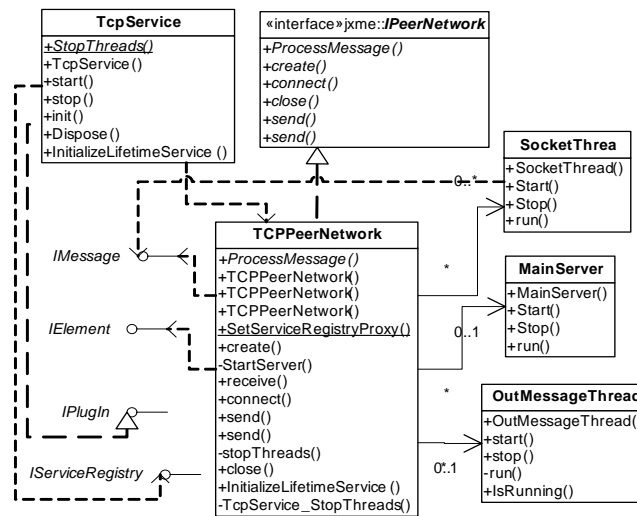 TcpService
+StopThreads()
+TcpService()
+start()
+stop()
+init()
+Dispose()
+InitializeLifetimeService ()
«interface»jxme::IPeerNetwork
+ProcessMessage()
+create()
+connect()
+close()
+send()
+send()
SocketThrea
+SocketThread()
+Start()
+Stop()
+run()
0..*
*
TCPPeerNetwork
+ProcessMessage()
+TCPPeerNetwork()
+TCPPeerNetwork()
+TCPPeerNetwork()
+SetServiceRegistryProxy()
+create()
-StartServer()
+receive()
+connect()
+send()
+send()
-stopThreads()
+close()
+InitializeLifetimeService ()
-TcpService_StopThreads()
IMessage
IElement
IPlugIn
IServiceRegistry
MainServer
+MainServer()
+Start()
+Stop()
+run()
0..1
*
OutMessageThread
+OutMessageThread(
+start()
+stop()
-run()
+IsRunning()